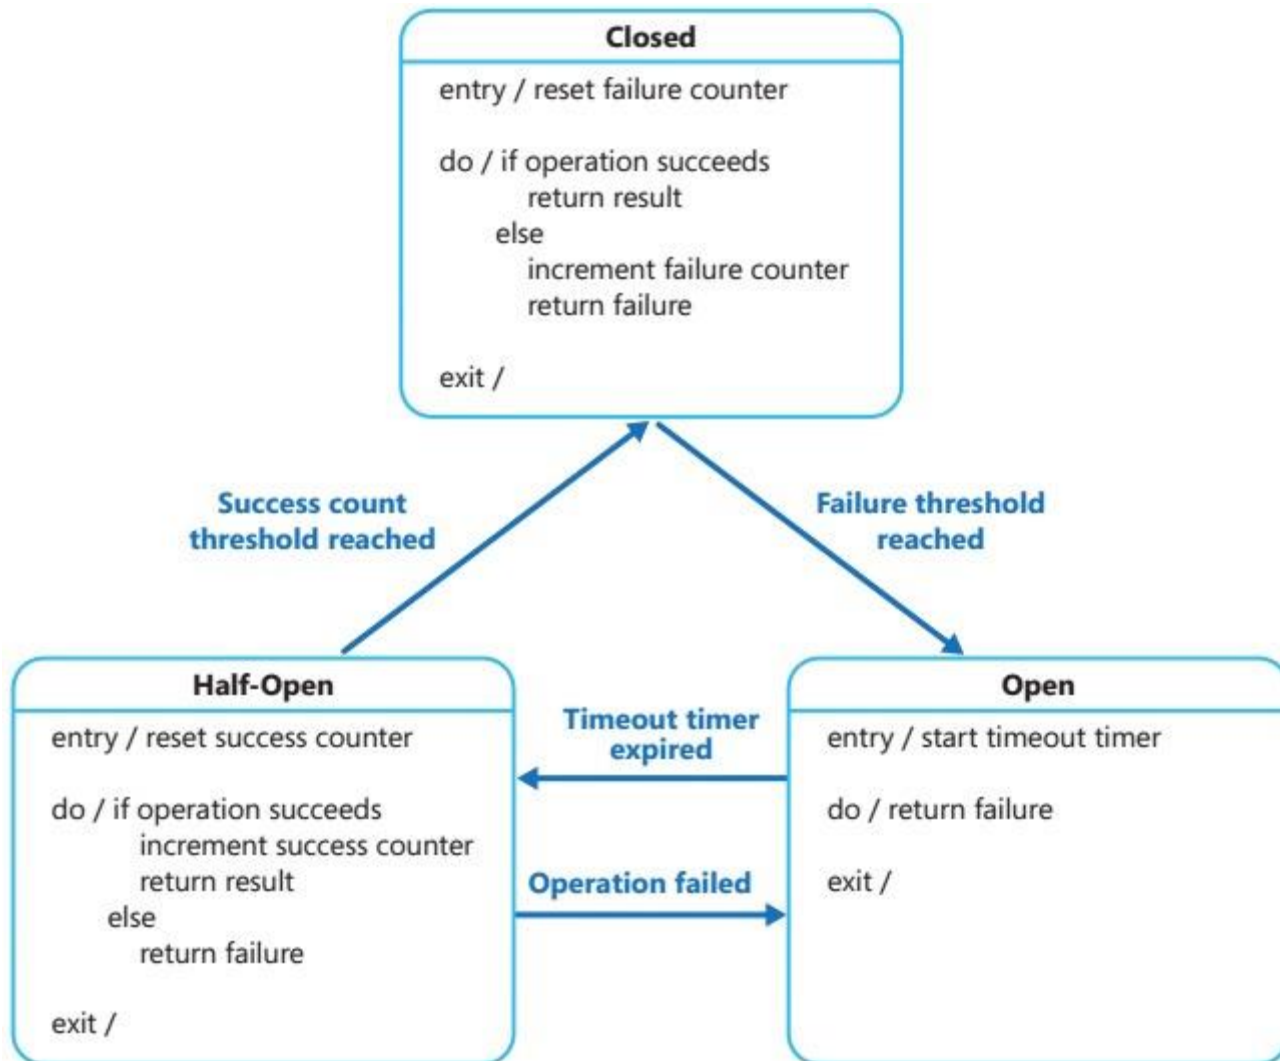 Closed
entry / reset failure counter
do / if operation succeeds
return result
else
increment failure counter
return failure
exit /
Success count
threshold reached
Failure threshold
reached
Half-Open
entry / reset success counter
do / if operation succeeds
increment success counter
return result
else
return failure
exit /
Timeout timer
expired
Operation failed
Open
entry / start timeout timer
do / return failure
exit /